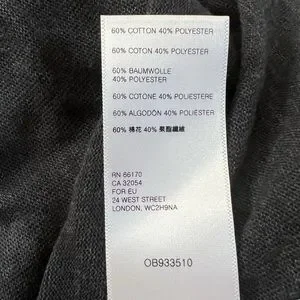 60% COTTON 40% POLYESTER
60% COTON 40% POLYESTER
60% BAUMWOLLE
40% POLYESTER
60% COTONE 40% POLIESTERE
60% ALGODÓN 40% POLIÉSTER
60% 棉花 40% 聚酯纖維
RN 66170
CA 32054
FOR EU
24 WEST STREET
LONDON, WC2H9NA
OB933510